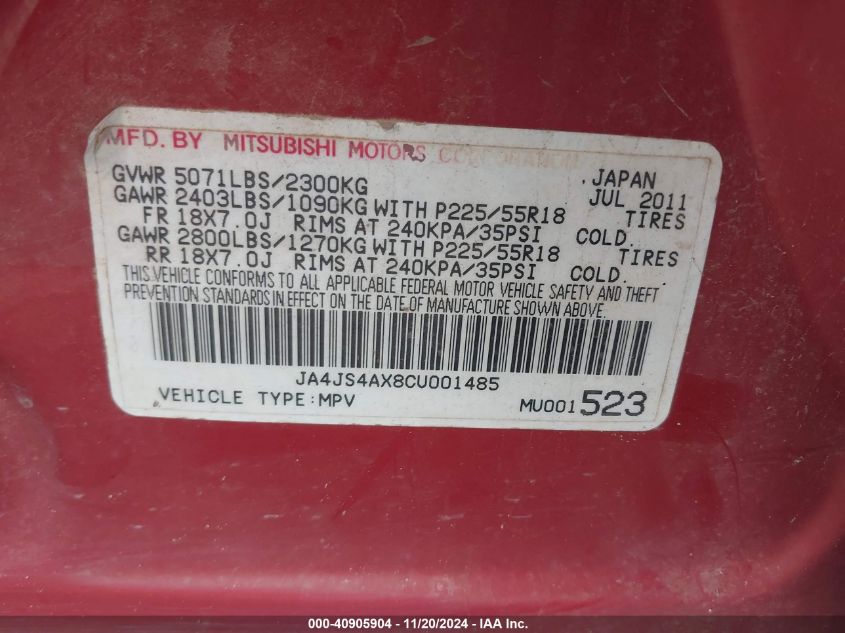 MFD. BY MITSUBISHI MOTORS CORPORATION
GVWR 5071LBS/2300KG JAPAN
GAWR 2403LBS/1090KG WITH P225/55R18 JUL 2011
FR 18X7.0J RIMS AT 240KPA/35PSI COLD. TIRES
GAWR 2800LBS/1270KG WITH P225/55R18 TIRES
RR 18X7.0J RIMS AT 240KPA/35PSI COLD.
THIS VEHICLE CONFORMS TO ALL APPLICABLE FEDERAL MOTOR VEHICLE SAFETY AND THEFT
PREVENTION STANDARDS IN EFFECT ON THE DATE OF MANUFACTURE SHOWN ABOVE.
JA4JS4AX8CU001485
VEHICLE TYPE:MPV MU001523
000-40905904 - 11/20/2024 - IAA Inc.